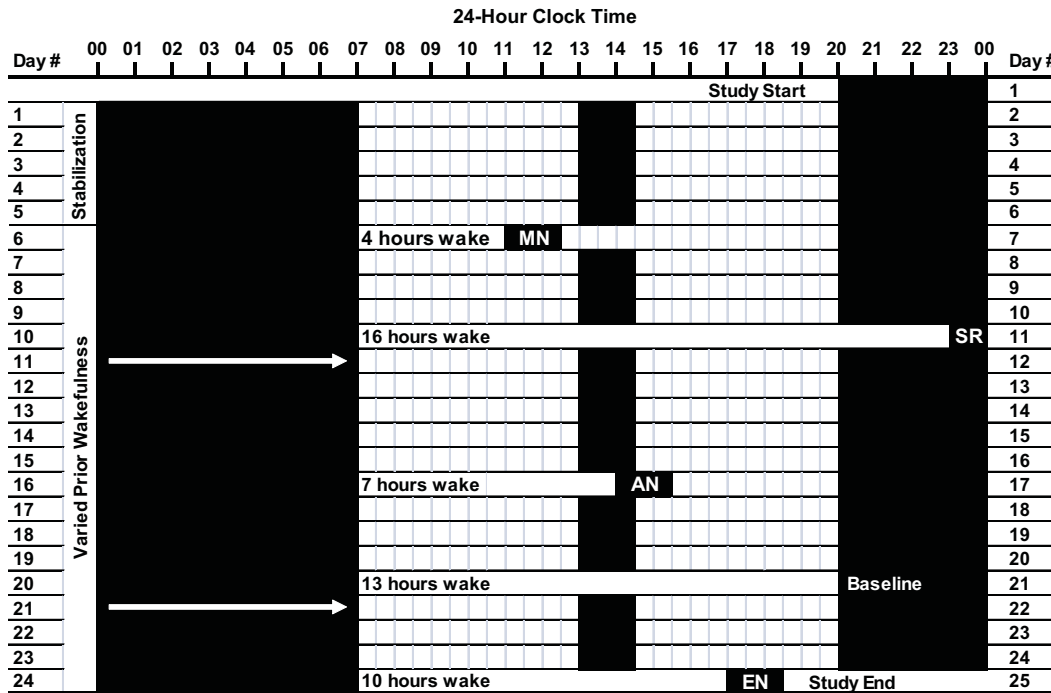 24-Hour Clock Time
Day # 00 01 02 03 04 05 06 07 08 09 10 11 12 13 14 15 16 17 18 19 20 21 22 23 00 Day #
Study Start 1
1 2
2 3
3 4
4 5
5 6
Stabilization
6 4 hours wake MN 7
7 8
8 9
9 10
10 16 hours wake SR 11
11 12
12 13
13 14
14 15
15 16
16 7 hours wake AN 17
17 18
18 19
19 20
20 13 hours wake Baseline 21
21 22
22 23
23 24
24 10 hours wake EN Study End 25
Varied Prior Wakefulness